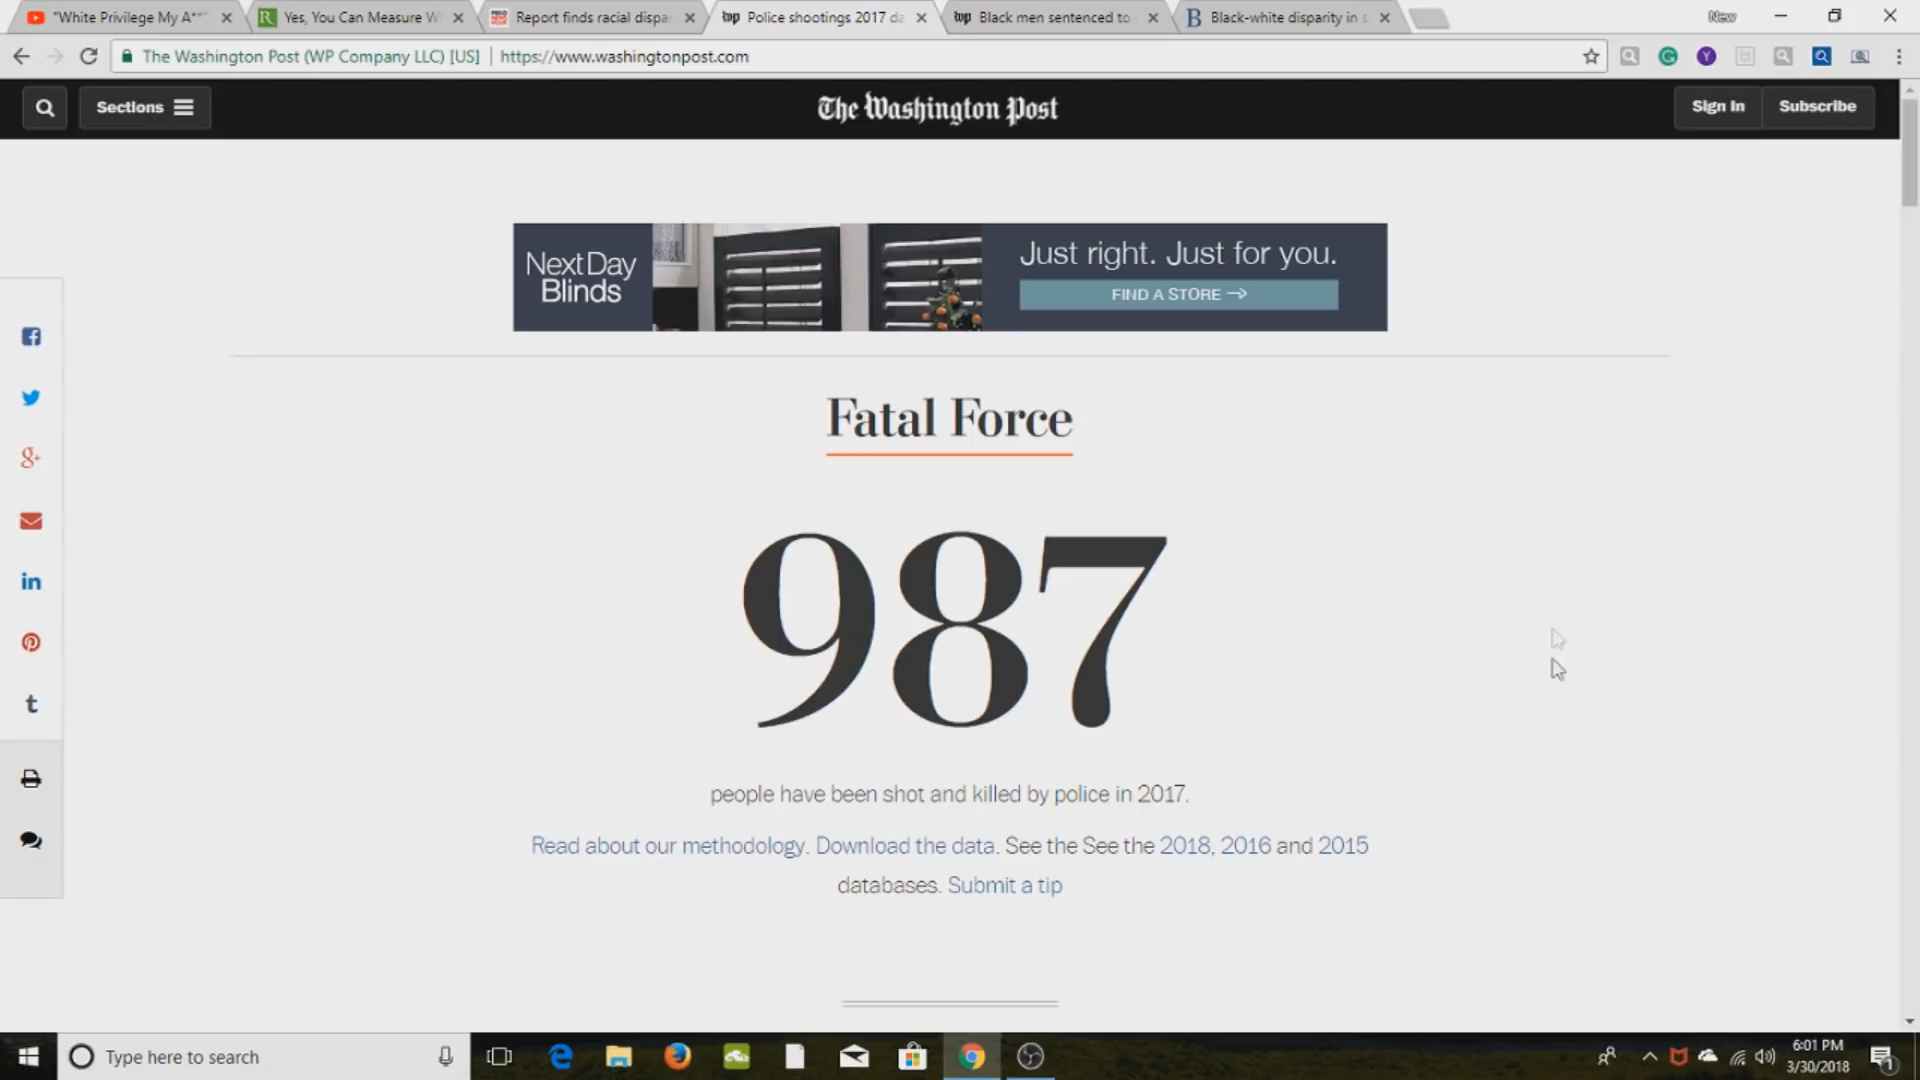 "White Privilege My A**"
Yes, You Can Measure W
Report finds racial dispa
Police shootings 2017 da
Black men sentenced to
Black-white disparity in s
New
The Washington Post (WP Company LLC) [US]
https://www.washingtonpost.com
Sections
The Washington Post
Sign In
Subscribe
Next Day
Blinds
Just right. Just for you.
FIND A STORE →
Fatal Force
987
people have been shot and killed by police in 2017.
Read about our methodology. Download the data. See the See the 2018, 2016 and 2015
databases. Submit a tip
Type here to search
6:01 PM
3/30/2018